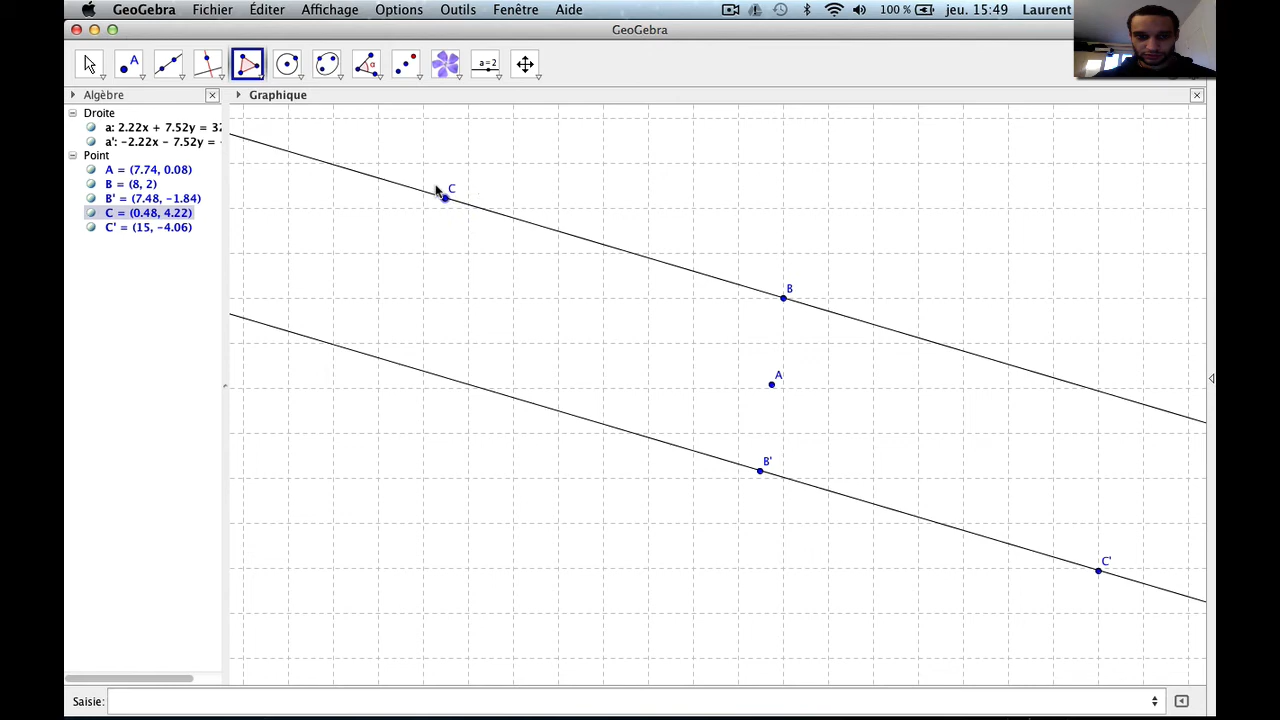 GeoGebra Fichier Éditer Affichage Options Outils Fenêtre Aide 100 % jeu. 15:49 Laurent
GeoGebra
A a=2
Algèbre Graphique
Droite
a: 2.22x + 7.52y = 32
a': -2.22x - 7.52y = -
Point
A = (7.74, 0.08)
B = (8, 2)
B' = (7.48, -1.84)
C = (0.48, 4.22)
C' = (15, -4.06)
C
B
A
B'
C'
Saisie: